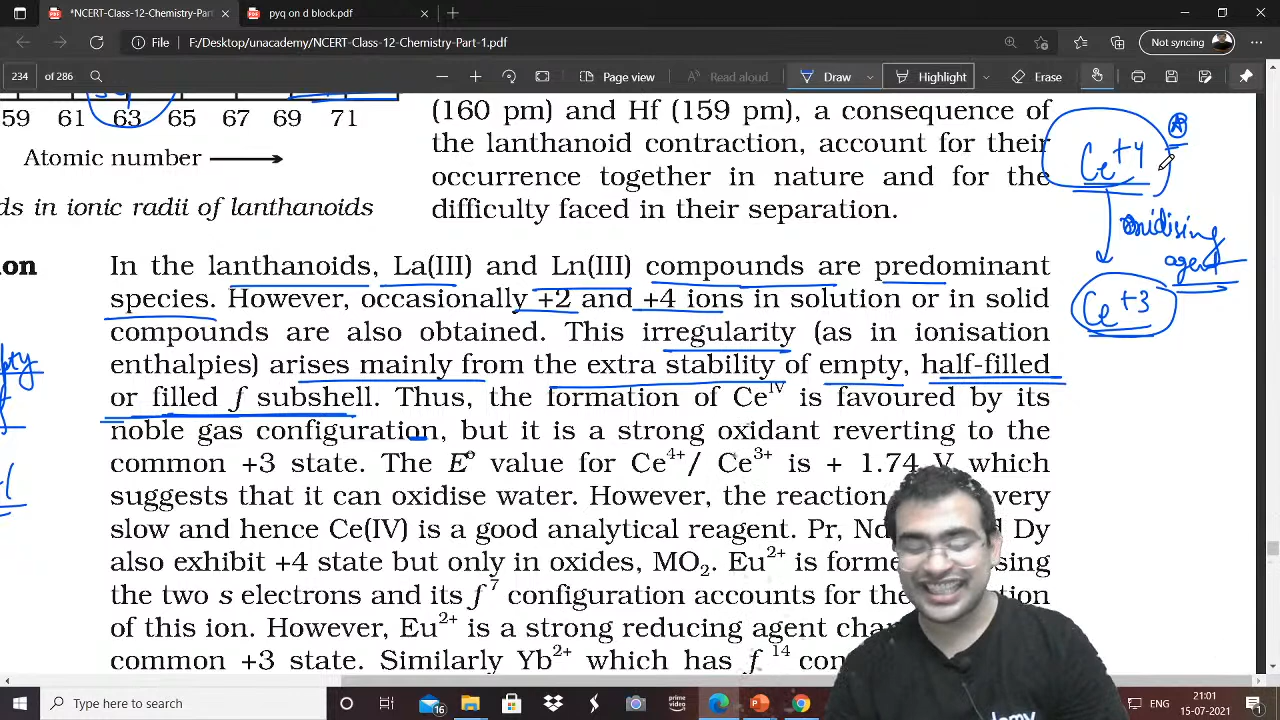 *NCERT-Class-12-Chemistry-Part- pyq on d block.pdf
File F:/Desktop/unacademy/NCERT-Class-12-Chemistry-Part-1.pdf Not syncing
234 of 286 Page view Read aloud Draw Highlight Erase
59 61 63 65 67 69 71
Atomic number
ds in ionic radii of lanthanoids
(160 pm) and Hf (159 pm), a consequence of
the lanthanoid contraction, account for their
occurrence together in nature and for the
difficulty faced in their separation.
Ce+4
oxidising
agent
Ce+3
In the lanthanoids, La(III) and Ln(III) compounds are predominant
species. However, occasionally +2 and +4 ions in solution or in solid
compounds are also obtained. This irregularity (as in ionisation
enthalpies) arises mainly from the extra stability of empty, half-filled
or filled f subshell. Thus, the formation of Ceᴵⱽ is favoured by its
noble gas configuration, but it is a strong oxidant reverting to the
common +3 state. The E° value for Ce⁴⁺/ Ce³⁺ is + 1.74 V which
suggests that it can oxidise water. However, the reaction very
slow and hence Ce(IV) is a good analytical reagent. Pr, Nd Dy
also exhibit +4 state but only in oxides, MO₂. Eu²⁺ is forme sing
the two s electrons and its f⁷ configuration accounts for the tion
of this ion. However, Eu²⁺ is a strong reducing agent cha
common +3 state. Similarly Yb²⁺ which has f¹⁴ con
Type here to search 16 prime video ENG 21:01
15-07-2021